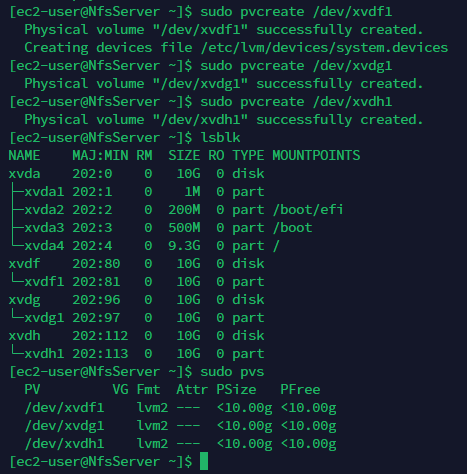 [ec2-user@NfsServer ~]$ sudo pvcreate /dev/xvdf1
  Physical volume "/dev/xvdf1" successfully created.
  Creating devices file /etc/lvm/devices/system.devices
[ec2-user@NfsServer ~]$ sudo pvcreate /dev/xvdg1
  Physical volume "/dev/xvdg1" successfully created.
[ec2-user@NfsServer ~]$ sudo pvcreate /dev/xvdh1
  Physical volume "/dev/xvdh1" successfully created.
[ec2-user@NfsServer ~]$ lsblk
NAME    MAJ:MIN RM  SIZE RO TYPE MOUNTPOINTS
xvda    202:0    0   10G  0 disk
├─xvda1 202:1    0    1M  0 part
├─xvda2 202:2    0  200M  0 part /boot/efi
├─xvda3 202:3    0  500M  0 part /boot
└─xvda4 202:4    0  9.3G  0 part /
xvdf    202:80   0   10G  0 disk
└─xvdf1 202:81   0   10G  0 part
xvdg    202:96   0   10G  0 disk
└─xvdg1 202:97   0   10G  0 part
xvdh    202:112  0   10G  0 disk
└─xvdh1 202:113  0   10G  0 part
[ec2-user@NfsServer ~]$ sudo pvs
  PV         VG Fmt  Attr PSize   PFree
  /dev/xvdf1    lvm2 ---  <10.00g <10.00g
  /dev/xvdg1    lvm2 ---  <10.00g <10.00g
  /dev/xvdh1    lvm2 ---  <10.00g <10.00g
[ec2-user@NfsServer ~]$